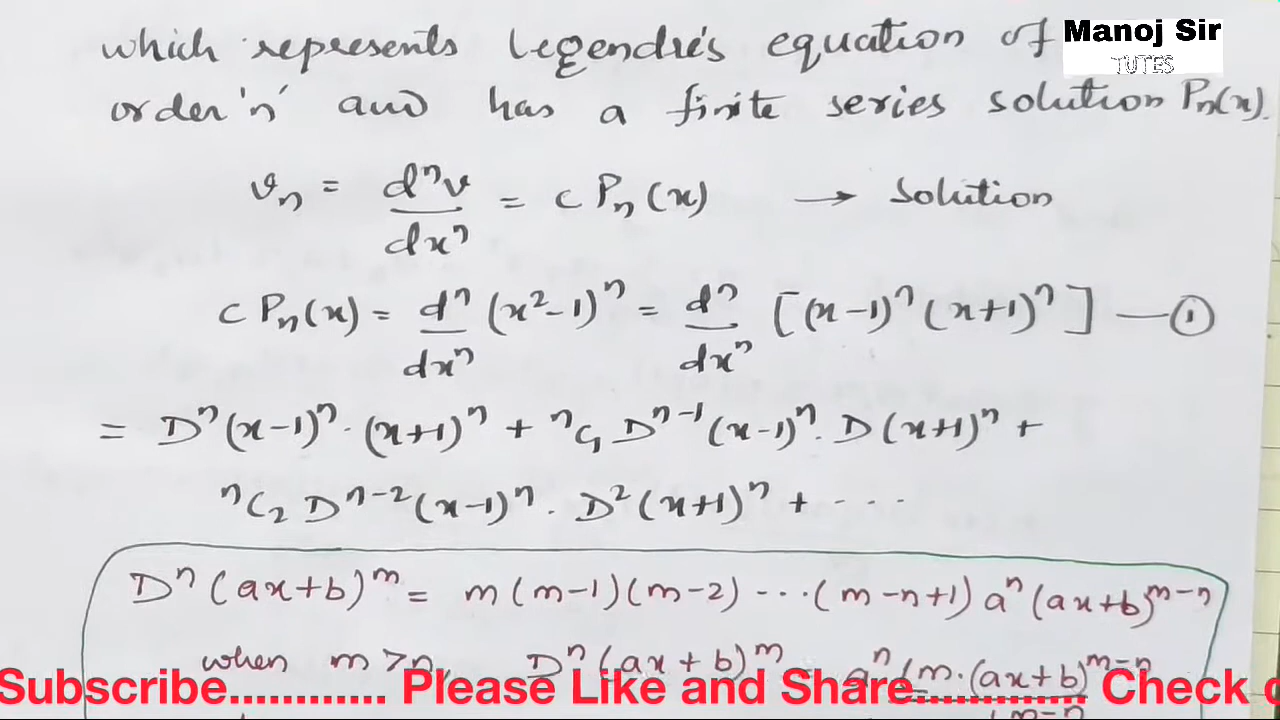 which represents Legendre's equation of
Manoj Sir
TUTES
order 'n' and has a finite series solution Pn(x).
vn = dⁿv/dxⁿ = c Pn(x) → Solution
c Pn(x) = dⁿ/dxⁿ (x²-1)ⁿ = dⁿ/dxⁿ [(x-1)ⁿ (x+1)ⁿ] — ①
= Dⁿ(x-1)ⁿ · (x+1)ⁿ + ⁿC₁ Dⁿ⁻¹(x-1)ⁿ · D(x+1)ⁿ +
ⁿC₂ Dⁿ⁻²(x-1)ⁿ · D²(x+1)ⁿ + ....
Dⁿ(ax+b)ᵐ = m(m-1)(m-2) ...(m-n+1) aⁿ (ax+b)ᵐ⁻ⁿ
when m > n, Dⁿ(ax+b)ᵐ aⁿ m·(ax+b)ᵐ⁻ⁿ
m-n
Subscribe............ Please Like and Share............ Check